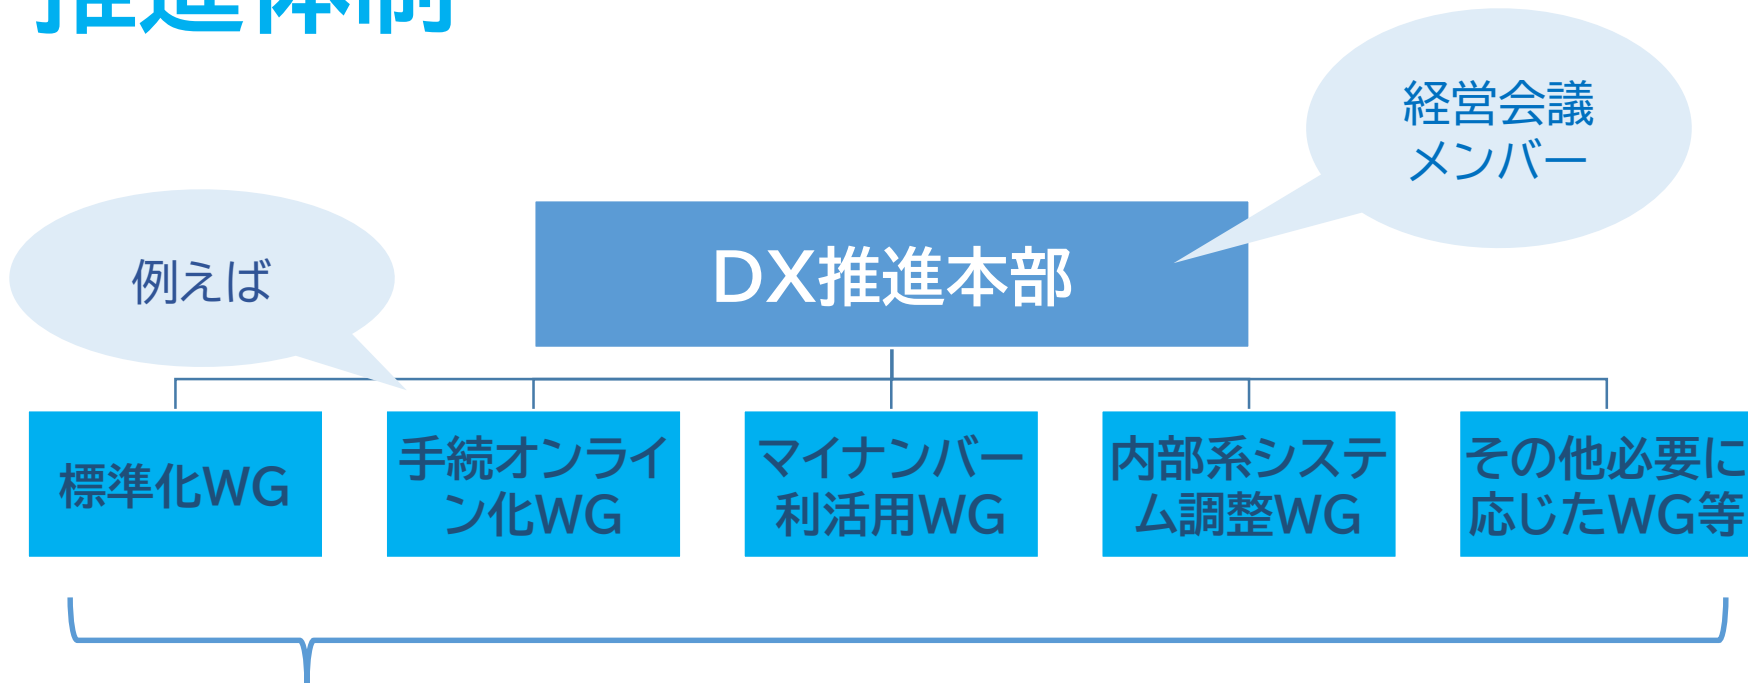 推進体制
経営会議
メンバー
例えば
DX推進本部
標準化WG
手続オンライ
ン化WG
マイナンバー
利活用WG
内部系システ
ム調整WG
その他必要に
応じたWG等